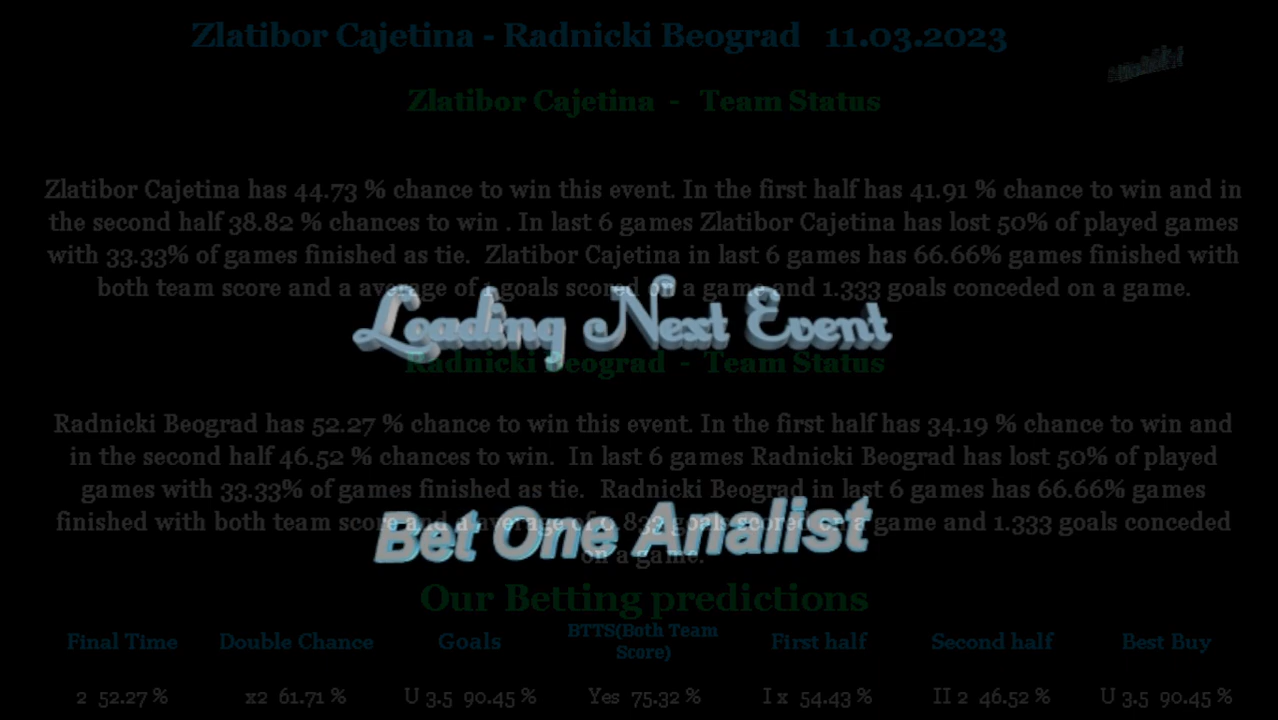 Zlatibor Cajetina - Radnicki Beograd 11.03.2023
Zlatibor Cajetina - Team Status
Zlatibor Cajetina has 44.73 % chance to win this event. In the first half has 41.91 % chance to win and in
the second half 38.82 % chances to win . In last 6 games Zlatibor Cajetina has lost 50% of played games
with 33.33% of games finished as tie. Zlatibor Cajetina in last 6 games has 66.66% games finished with
both team score and a average of 1 goals scored on a game and 1.333 goals conceded on a game.
Loading Next Event
Radnicki Beograd - Team Status
Radnicki Beograd has 52.27 % chance to win this event. In the first half has 34.19 % chance to win and
in the second half 46.52 % chances to win. In last 6 games Radnicki Beograd has lost 50% of played
games with 33.33% of games finished as tie. Radnicki Beograd in last 6 games has 66.66% games
finished with both team score and a average of 0.833 goals scored on a game and 1.333 goals conceded
on a game.
Bet One Analist
Our Betting predictions
Final Time Double Chance Goals BTTS(Both Team Score) First half Second half Best Buy
2 52.27 % x2 61.71 % U 3.5 90.45 % Yes 75.32 % I x 54.43 % II 2 46.52 % U 3.5 90.45 %